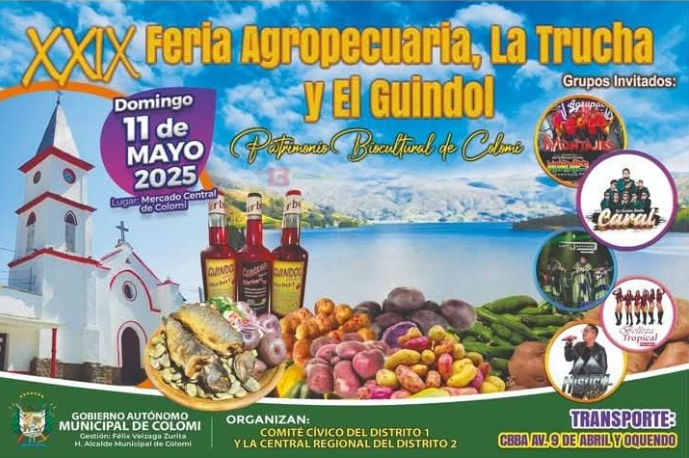 XXIX Feria Agropecuaria, La Trucha
y El Guindol
Patrimonio Biocultural de Colomi
Domingo
11 de
MAYO
2025
Lugar: Mercado Central
de Colomi
Grupos Invitados:
Grupo
MONTAJES
Caral
Belleza
Tropical
GUINDOL
GUINDOL
GOBIERNO AUTÓNOMO
MUNICIPAL DE COLOMI
Gestión: Félix Veizaga Zurita
H. Alcalde Municipal de Colomi
ORGANIZAN:
COMITÉ CÍVICO DEL DISTRITO 1
Y LA CENTRAL REGIONAL DEL DISTRITO 2
TRANSPORTE:
CBBA AV. 9 DE ABRIL Y OQUENDO